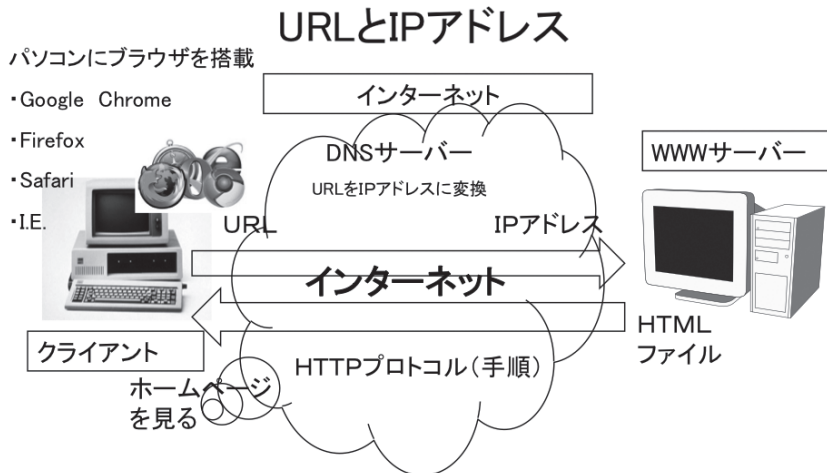 URLとIPアドレス
パソコンにブラウザを搭載
・Google Chrome
・Firefox
・Safari
・I.E.
インターネット
DNSサーバー
URLをIPアドレスに変換
WWWサーバー
URL
IPアドレス
インターネット
HTML
ファイル
クライアント
HTTPプロトコル（手順）
ホームページ
を見る